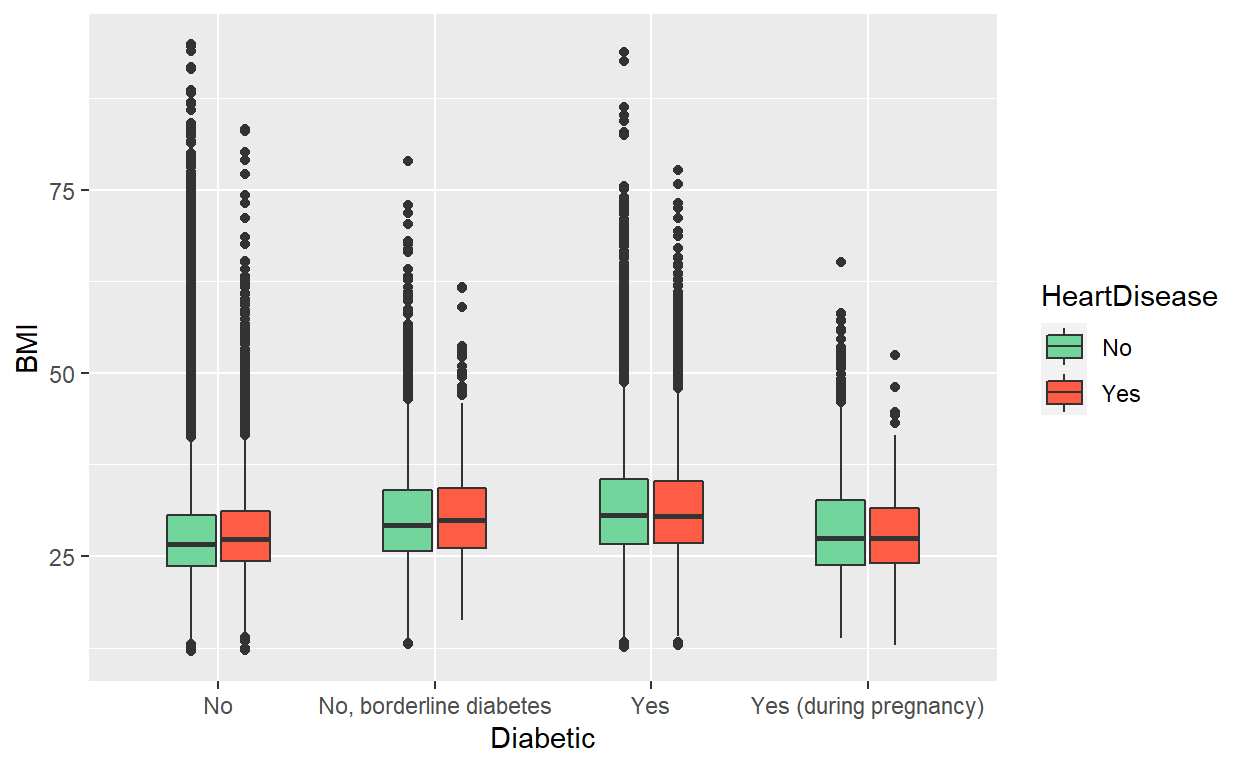 BMI
75
50
25
No
No, borderline diabetes
Yes
Yes (during pregnancy)
Diabetic
HeartDisease
No
Yes